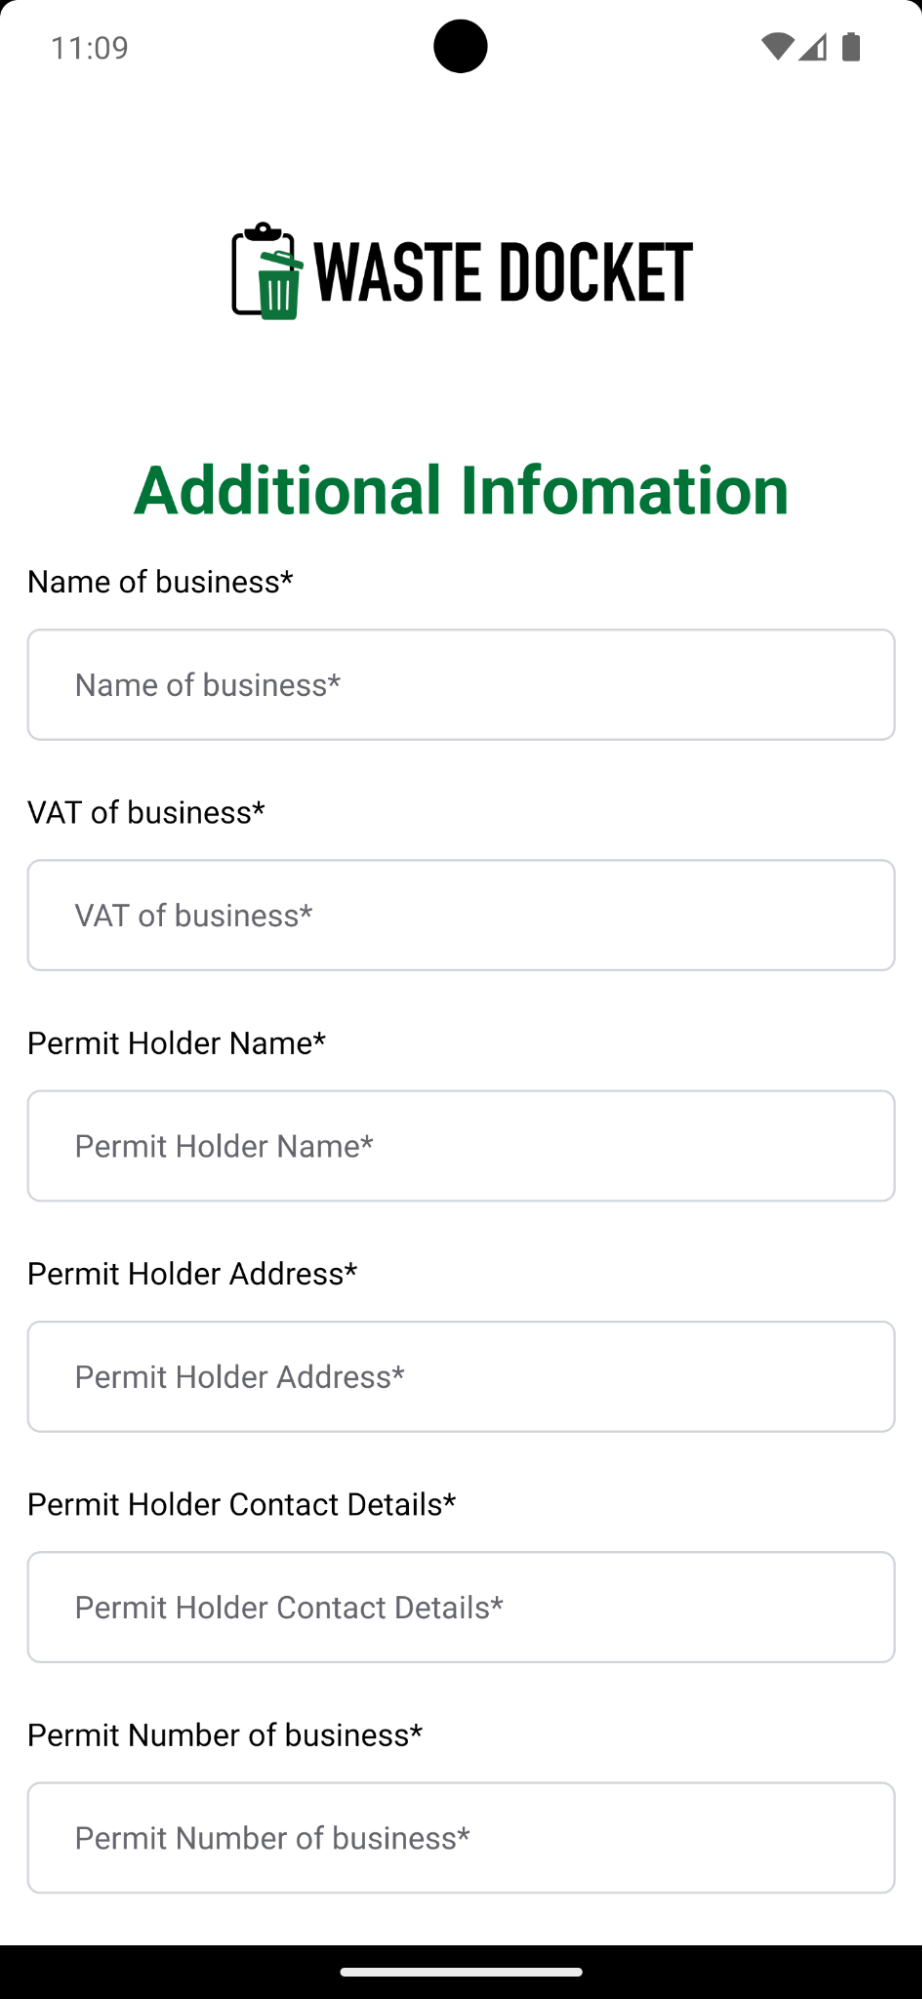 11:09
WASTE DOCKET
Additional Infomation
Name of business*
Name of business*
VAT of business*
VAT of business*
Permit Holder Name*
Permit Holder Name*
Permit Holder Address*
Permit Holder Address*
Permit Holder Contact Details*
Permit Holder Contact Details*
Permit Number of business*
Permit Number of business*